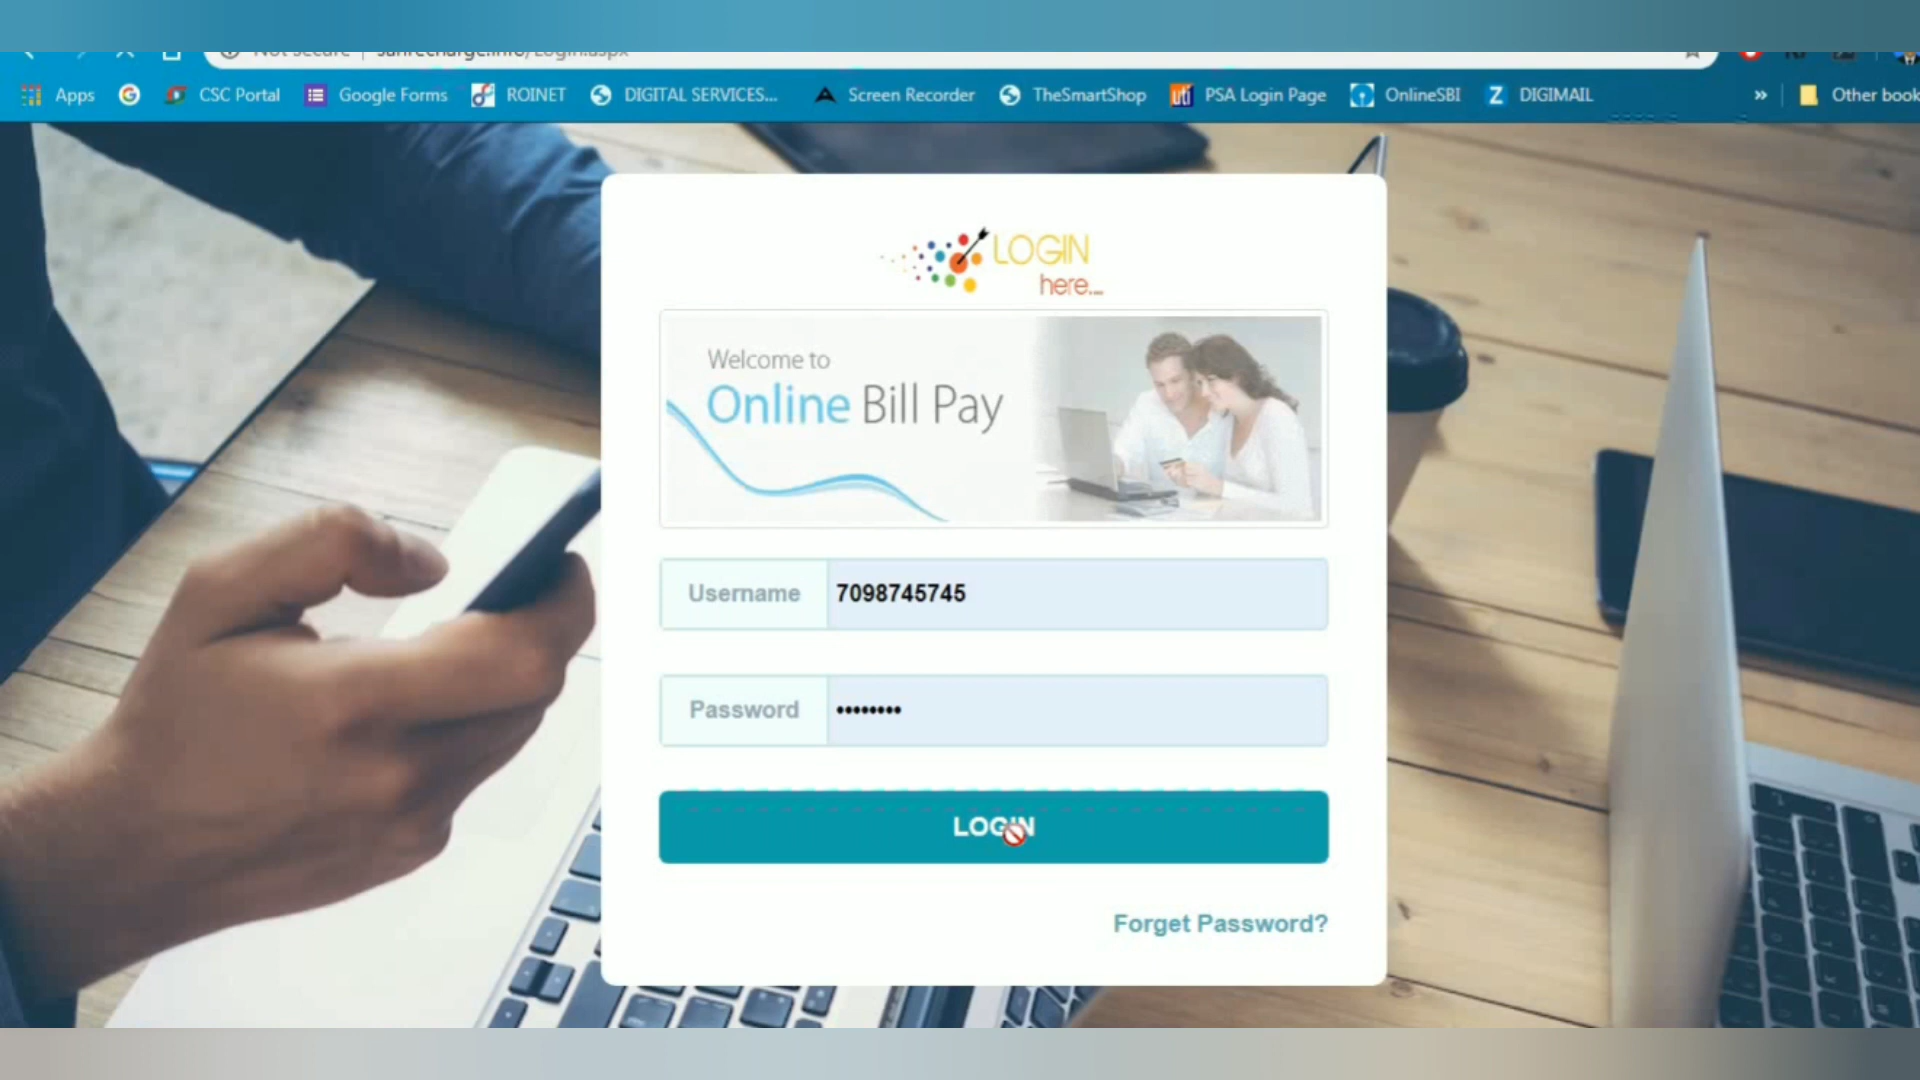 Apps CSC Portal Google Forms ROINET DIGITAL SERVICES... Screen Recorder TheSmartShop uti PSA Login Page OnlineSBI Z DIGIMAIL » Other book
LOGIN
here...
Welcome to
Online Bill Pay
Username 7098745745
Password ••••••••
LOGIN
Forget Password?